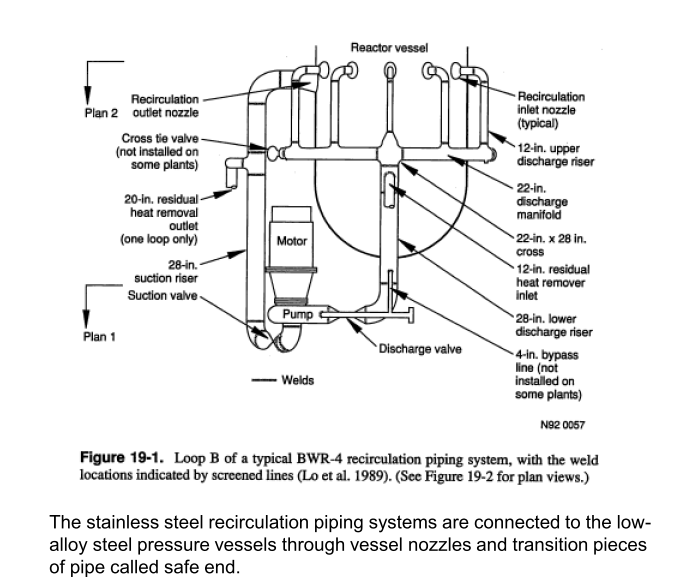 Reactor vessel
Plan 2
Recirculation
outlet nozzle
Cross tie valve
(not installed on
some plants)
20-in. residual
heat removal
outlet
(one loop only)
28-in.
suction riser
Suction valve
Plan 1
Motor
Pump
Discharge valve
Welds
Recirculation
inlet nozzle
(typical)
12-in. upper
discharge riser
22-in.
discharge
manifold
22-in. x 28 in.
cross
12-in. residual
heat remover
inlet
28-in. lower
discharge riser
4-in. bypass
line (not
installed on
some plants)
N92 0057
Figure 19-1. Loop B of a typical BWR-4 recirculation piping system, with the weld
locations indicated by screened lines (Lo et al. 1989). (See Figure 19-2 for plan views.)
The stainless steel recirculation piping systems are connected to the low-
alloy steel pressure vessels through vessel nozzles and transition pieces
of pipe called safe end.